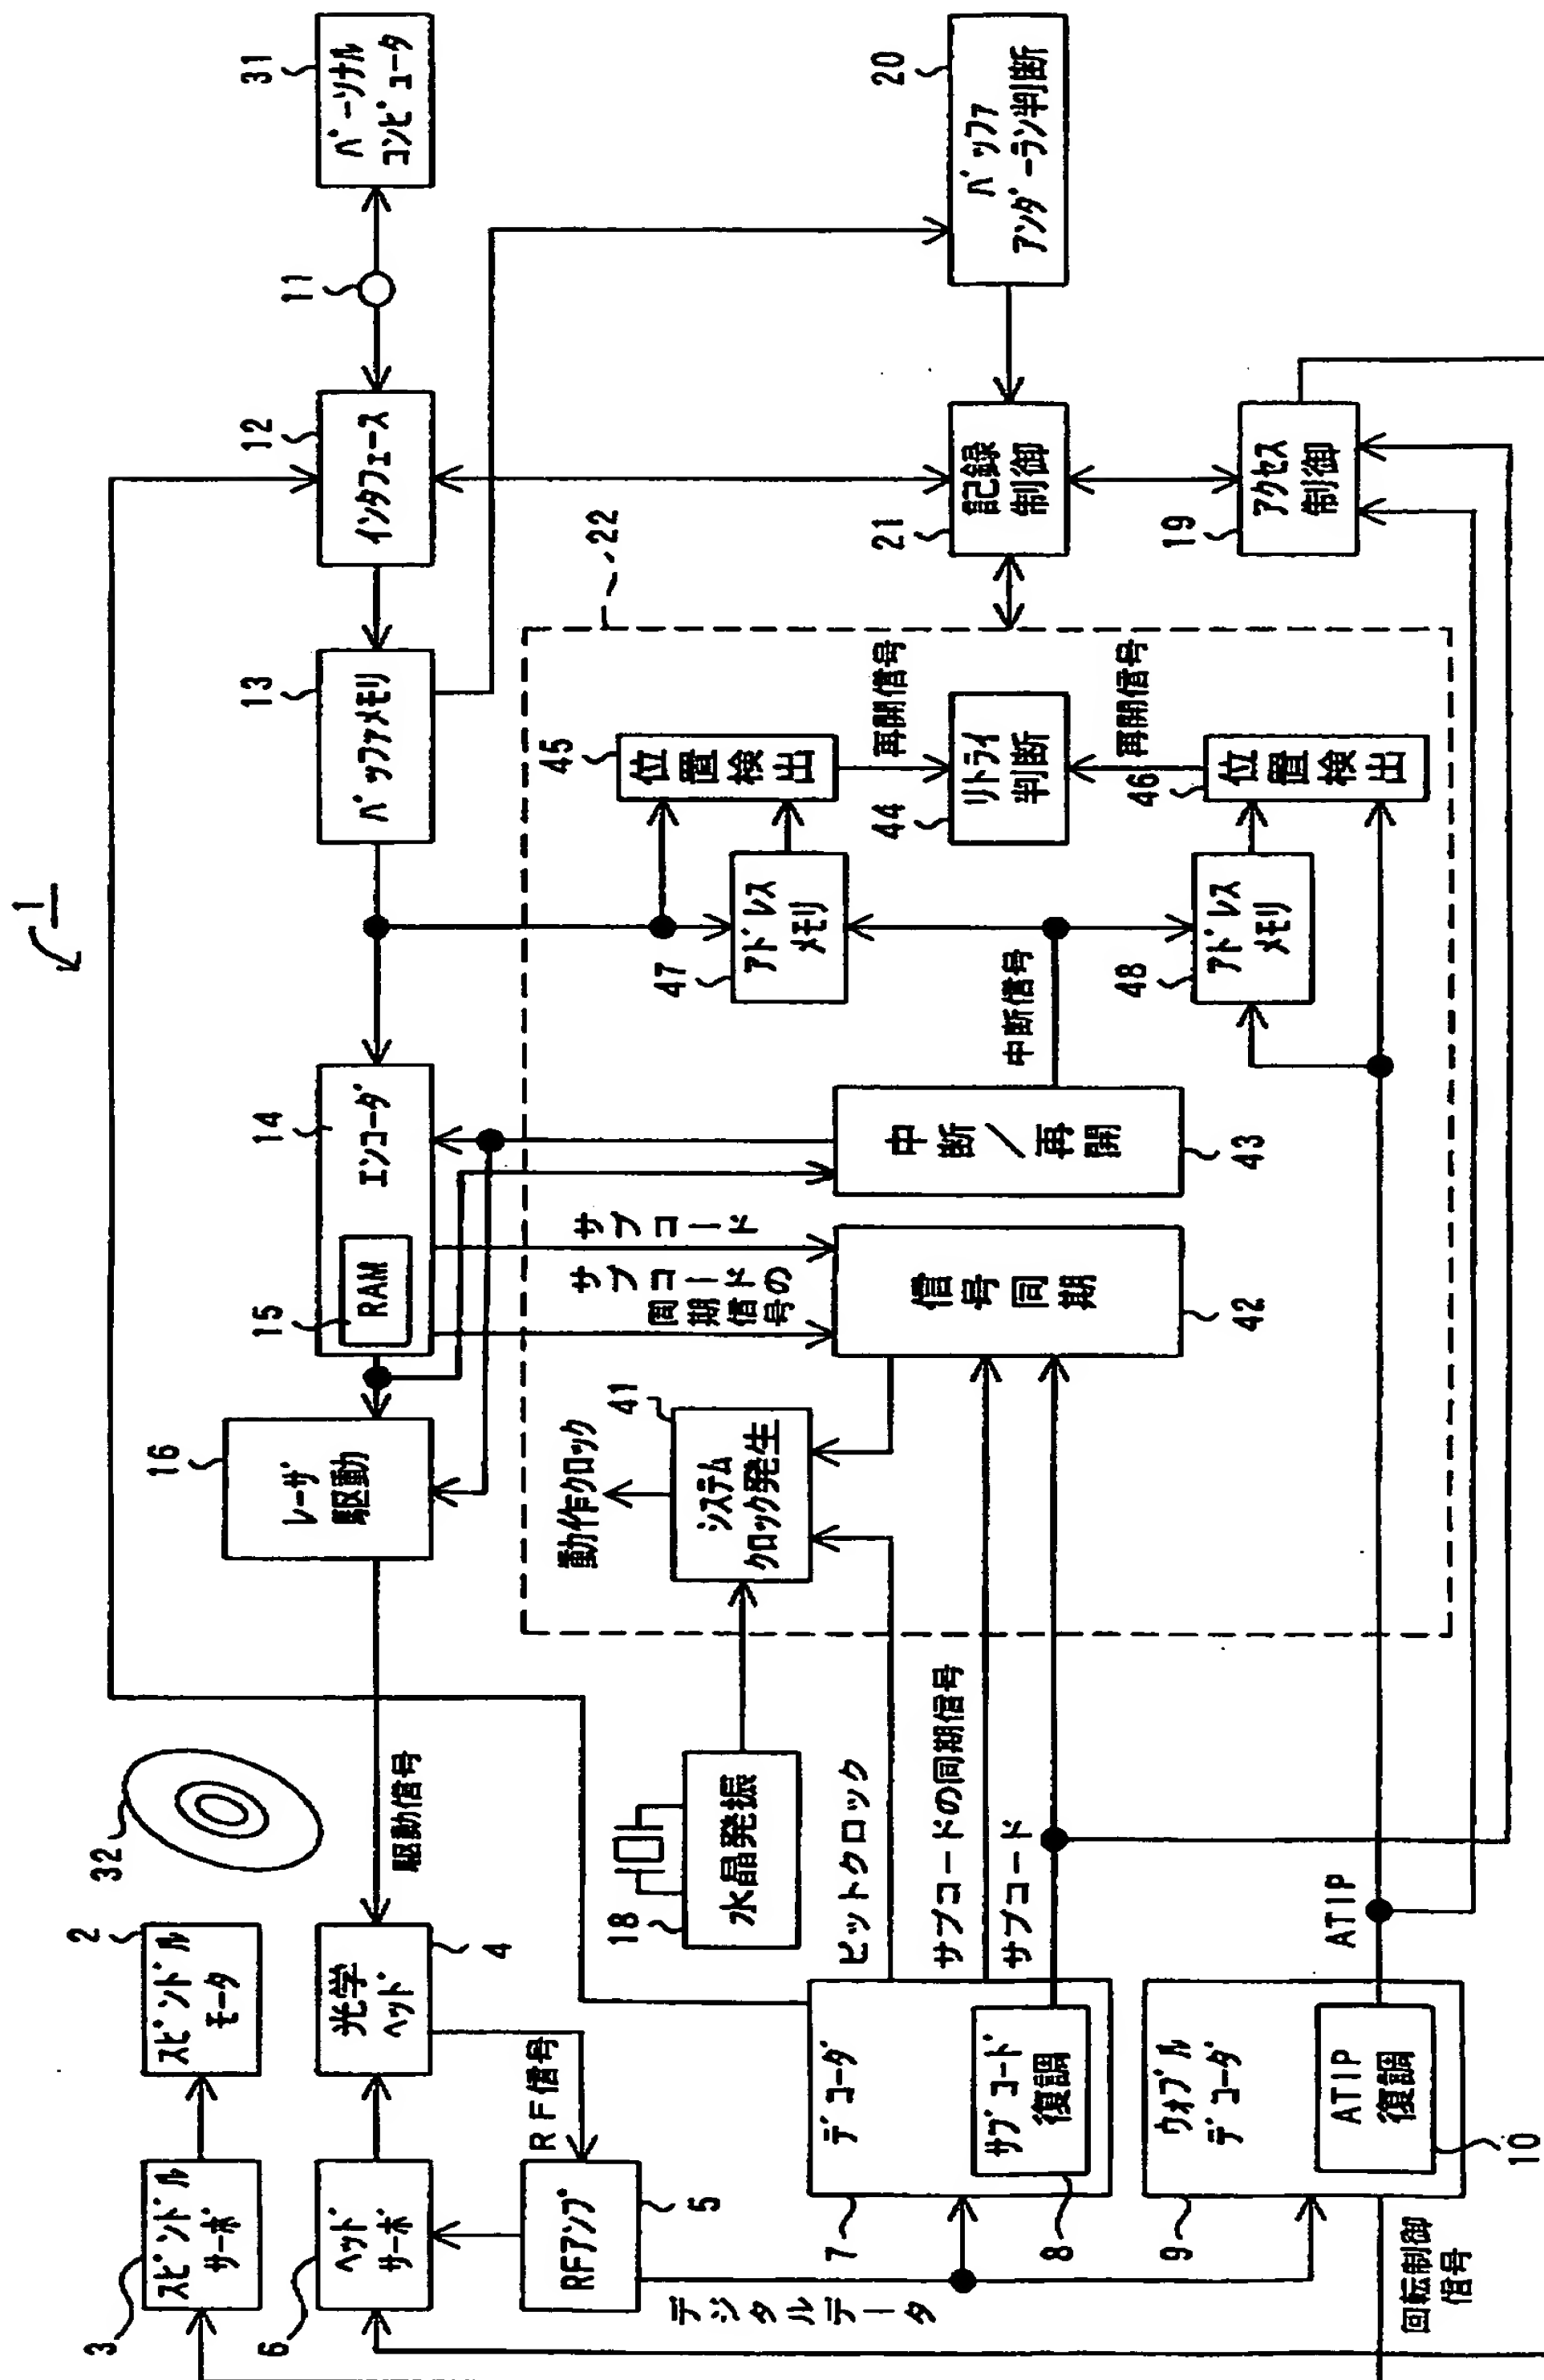 1
32
3
スピンドル
サーボ
2
スピンドル
モータ
6
ヘッド
サーボ
光学
ヘッド
4
駆動信号
16
レーザ
駆動
14
エンコーダ
15
RAM
13
バッファメモリ
12
インタフェース
11
31
パーソナル
コンピュータ
RF信号
RFアンプ
5
デジタルデータ
18
水晶発振
動作クロック
41
システム
クロック発生
サブコード
サブコード
同期信号の
22
45
位置検出
再開信号
47
アドレス
メモリ
中断信号
44
リトライ
判断
再開信号
46
位置検出
48
アドレス
メモリ
中断/再開
43
信号同期
42
20
バッファ
アンダーラン判断
21
記録
制御
19
アクセス
制御
7
デコーダ
8
サブコード
復調
ビットクロック
サブコードの同期信号
サブコード
9
ウォブル
デコーダ
ATIP
復調
10
ATIP
回転制御
信号